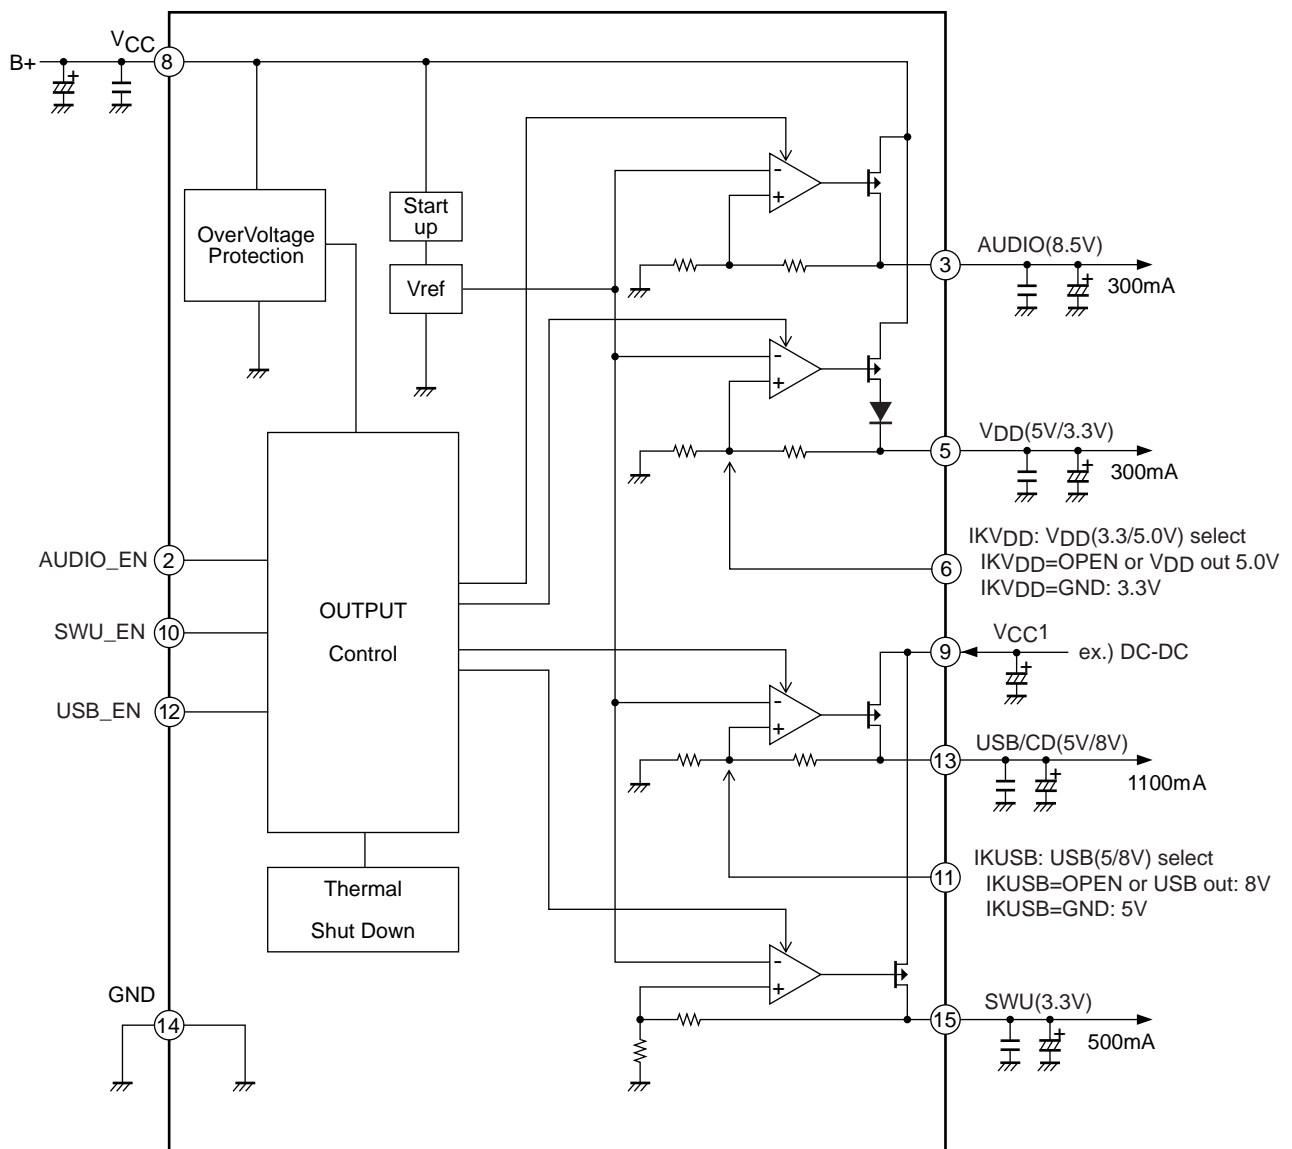 VCC
B+
8
Start
up
OverVoltage
Protection
Vref
-
+
AUDIO(8.5V)
3
+
300mA
-
+
VDD(5V/3.3V)
5
+
300mA
IKVDD: VDD(3.3/5.0V) select
IKVDD=OPEN or VDD out 5.0V
IKVDD=GND: 3.3V
6
AUDIO_EN
2
SWU_EN
10
USB_EN
12
OUTPUT
Control
VCC1
9
ex.) DC-DC
+
-
+
USB/CD(5V/8V)
13
+
1100mA
IKUSB: USB(5/8V) select
IKUSB=OPEN or USB out: 8V
IKUSB=GND: 5V
11
Thermal
Shut Down
-
+
GND
14
SWU(3.3V)
15
+
500mA